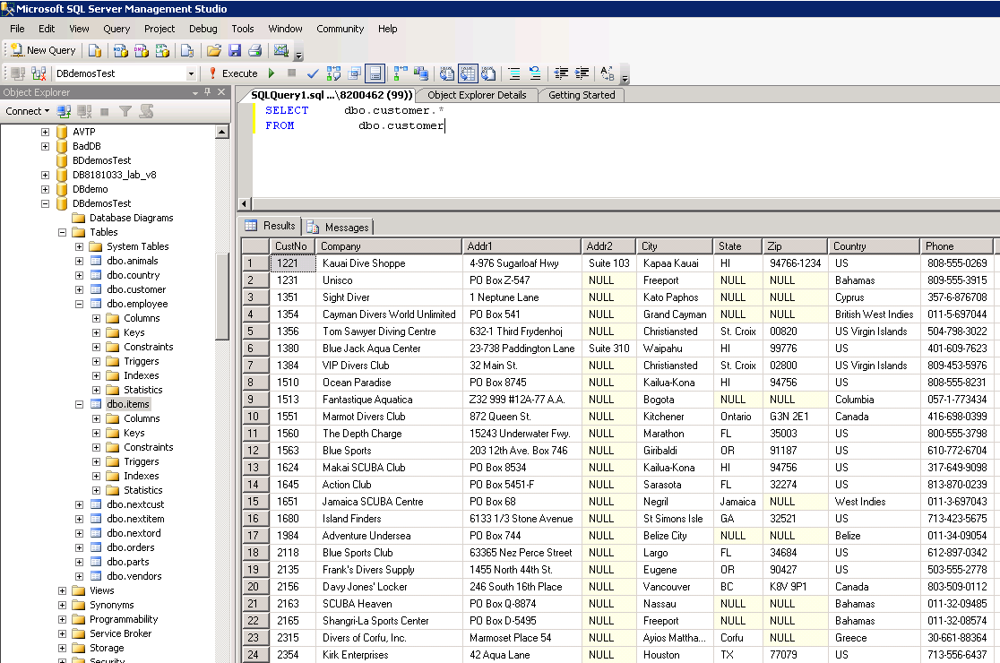 Microsoft SQL Server Management Studio
File Edit View Query Project Debug Tools Window Community Help
New Query
DBdemosTest Execute
Object Explorer
Connect
AVTP
BadDB
BDdemosTest
DB8181033_lab_v8
DBdemo
DBdemosTest
Database Diagrams
Tables
System Tables
dbo.animals
dbo.country
dbo.customer
dbo.employee
Columns
Keys
Constraints
Triggers
Indexes
Statistics
dbo.items
Columns
Keys
Constraints
Triggers
Indexes
Statistics
dbo.nextcust
dbo.nextitem
dbo.nextord
dbo.orders
dbo.parts
dbo.vendors
Views
Synonyms
Programmability
Service Broker
Storage
Security
SQLQuery1.sql ...\8200462 (99)) Object Explorer Details Getting Started
SELECT dbo.customer.*
FROM dbo.customer
Results Messages
CustNo Company Addr1 Addr2 City State Zip Country Phone
1 1221 Kauai Dive Shoppe 4-976 Sugarloaf Hwy Suite 103 Kapaa Kauai HI 94766-1234 US 808-555-0269
2 1231 Unisco PO Box Z-547 NULL Freeport NULL NULL Bahamas 809-555-3915
3 1351 Sight Diver 1 Neptune Lane NULL Kato Paphos NULL NULL Cyprus 357-6-876708
4 1354 Cayman Divers World Unlimited PO Box 541 NULL Grand Cayman NULL NULL British West Indies 011-5-697044
5 1356 Tom Sawyer Diving Centre 632-1 Third Frydenhoj NULL Christiansted St. Croix 00820 US Virgin Islands 504-798-3022
6 1380 Blue Jack Aqua Center 23-738 Paddington Lane Suite 310 Waipahu HI 99776 US 401-609-7623
7 1384 VIP Divers Club 32 Main St. NULL Christiansted St. Croix 02800 US Virgin Islands 809-453-5976
8 1510 Ocean Paradise PO Box 8745 NULL Kailua-Kona HI 94756 US 808-555-8231
9 1513 Fantastique Aquatica Z32 999 #12A-77 A.A. NULL Bogota NULL NULL Columbia 057-1-773434
10 1551 Marmot Divers Club 872 Queen St. NULL Kitchener Ontario G3N 2E1 Canada 416-698-0399
11 1560 The Depth Charge 15243 Underwater Fwy. NULL Marathon FL 35003 US 800-555-3798
12 1563 Blue Sports 203 12th Ave. Box 746 NULL Giribaldi OR 91187 US 610-772-6704
13 1624 Makai SCUBA Club PO Box 8534 NULL Kailua-Kona HI 94756 US 317-649-9098
14 1645 Action Club PO Box 5451-F NULL Sarasota FL 32274 US 813-870-0239
15 1651 Jamaica SCUBA Centre PO Box 68 NULL Negril Jamaica NULL West Indies 011-3-697043
16 1680 Island Finders 6133 1/3 Stone Avenue NULL St Simons Isle GA 32521 US 713-423-5675
17 1984 Adventure Undersea PO Box 744 NULL Belize City NULL NULL Belize 011-34-09054
18 2118 Blue Sports Club 63365 Nez Perce Street NULL Largo FL 34684 US 612-897-0342
19 2135 Frank's Divers Supply 1455 North 44th St. NULL Eugene OR 90427 US 503-555-2778
20 2156 Davy Jones' Locker 246 South 16th Place NULL Vancouver BC K8V 9P1 Canada 803-509-0112
21 2163 SCUBA Heaven PO Box Q-8874 NULL Nassau NULL NULL Bahamas 011-32-09485
22 2165 Shangri-La Sports Center PO Box D-5495 NULL Freeport NULL NULL Bahamas 011-32-08574
23 2315 Divers of Corfu, Inc. Marmoset Place 54 NULL Ayios Mattha... Corfu NULL Greece 30-661-88364
24 2354 Kirk Enterprises 42 Aqua Lane NULL Houston TX 77079 US 713-556-6437